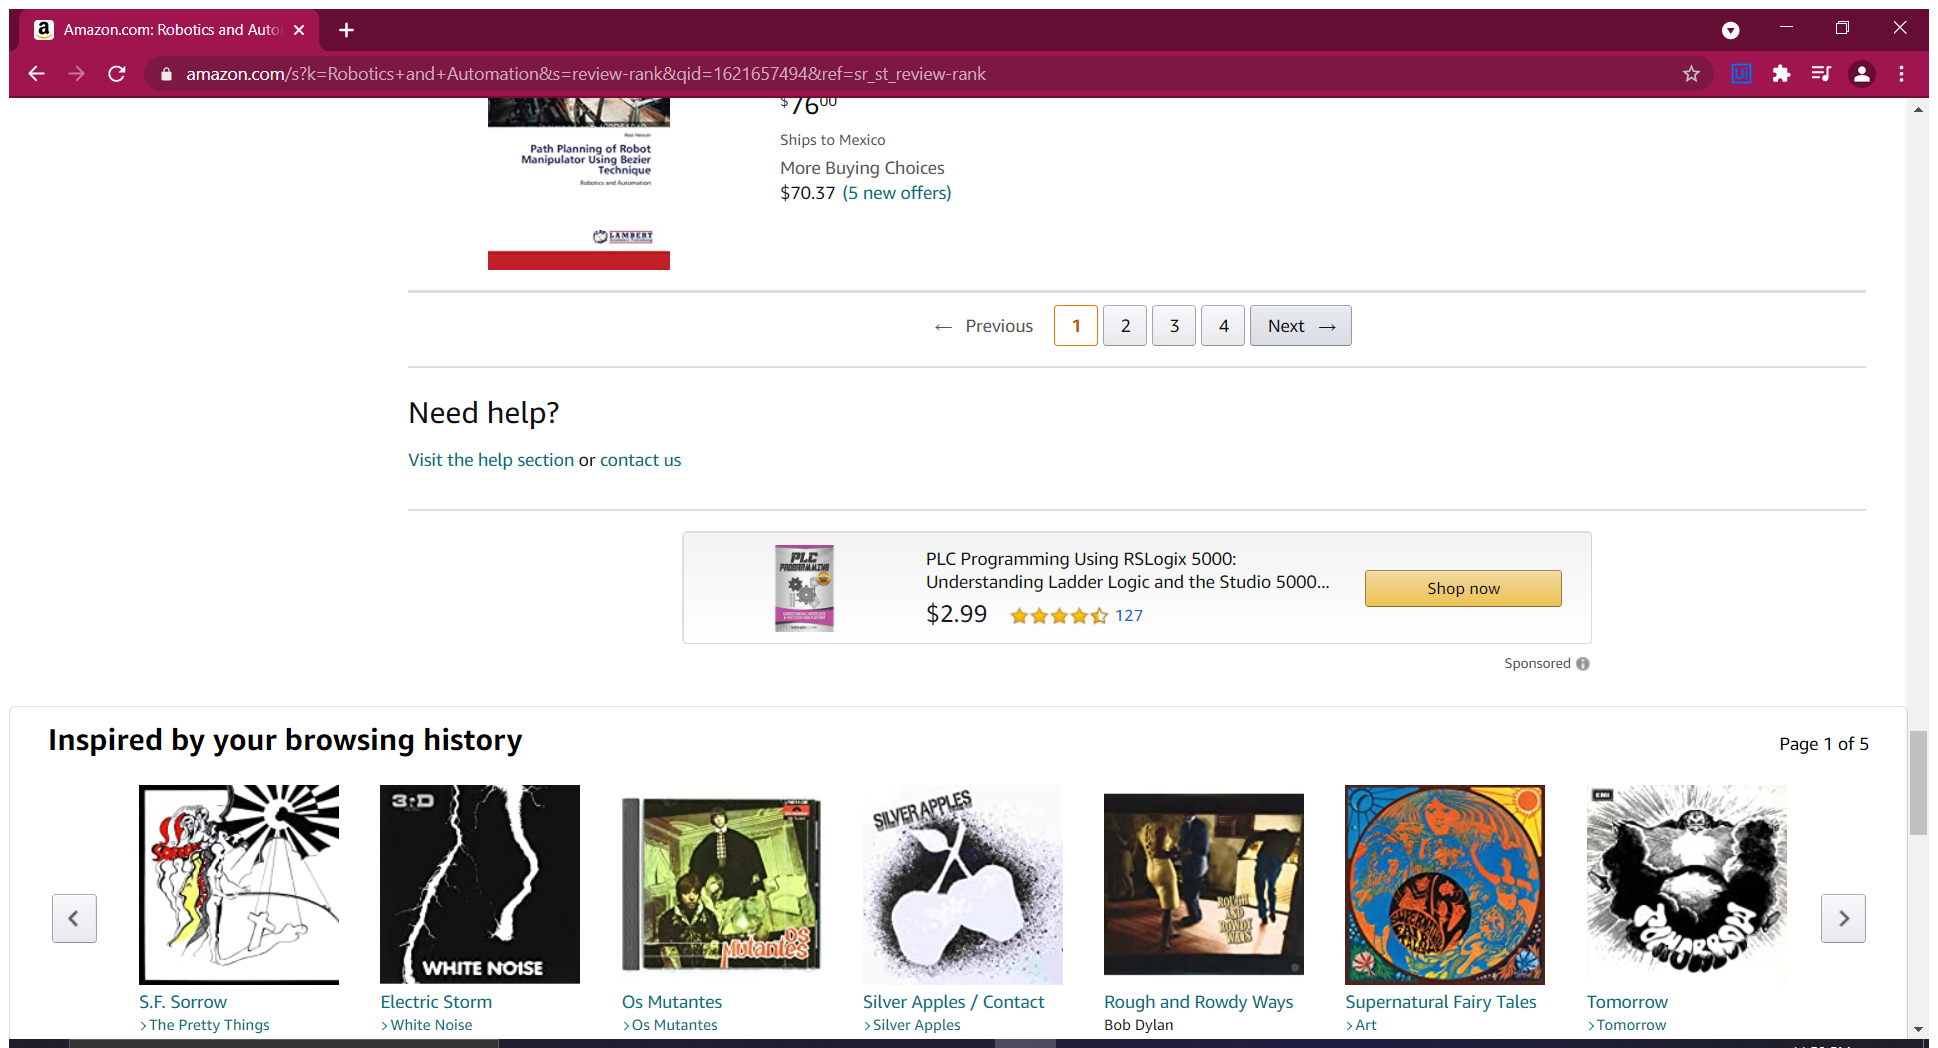 Amazon.com: Robotics and Auto
amazon.com/s?k=Robotics+and+Automation&s=review-rank&qid=1621657494&ref=sr_st_review-rank
$7600
Ships to Mexico
More Buying Choices
$70.37 (5 new offers)
Path Planning of Robot
Manipulator Using Bezier
Technique
Robotics and Automation
LAMBERT
← Previous 1 2 3 4 Next →
Need help?
Visit the help section or contact us
PLC
PROGRAMMING
PLC Programming Using RSLogix 5000:
Understanding Ladder Logic and the Studio 5000...
$2.99 127
Shop now
Sponsored
Inspired by your browsing history
Page 1 of 5
3:D
WHITE NOISE
OS
Mutantes
SILVER APPLES
ROUGH
AND
ROWDY
WAYS
EMI
TOMORROW
S.F. Sorrow
› The Pretty Things
Electric Storm
› White Noise
Os Mutantes
› Os Mutantes
Silver Apples / Contact
› Silver Apples
Rough and Rowdy Ways
Bob Dylan
Supernatural Fairy Tales
› Art
Tomorrow
› Tomorrow